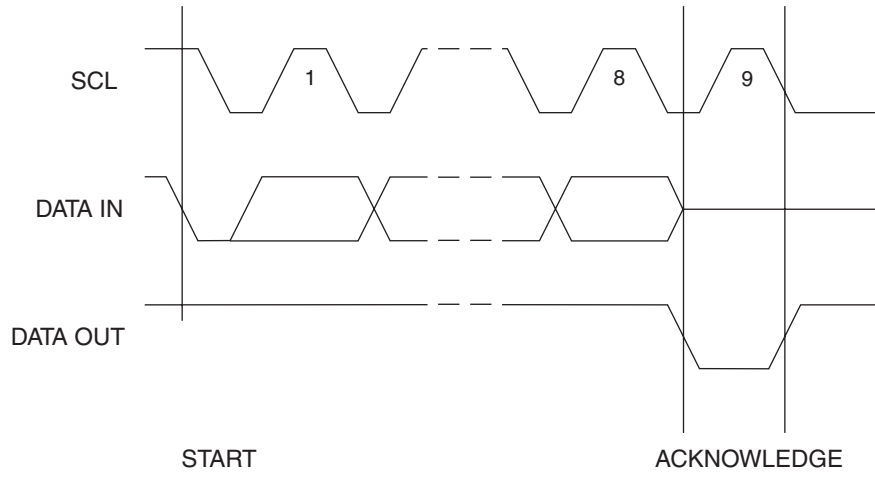 SCL
1
8
9
DATA IN
DATA OUT
START
ACKNOWLEDGE